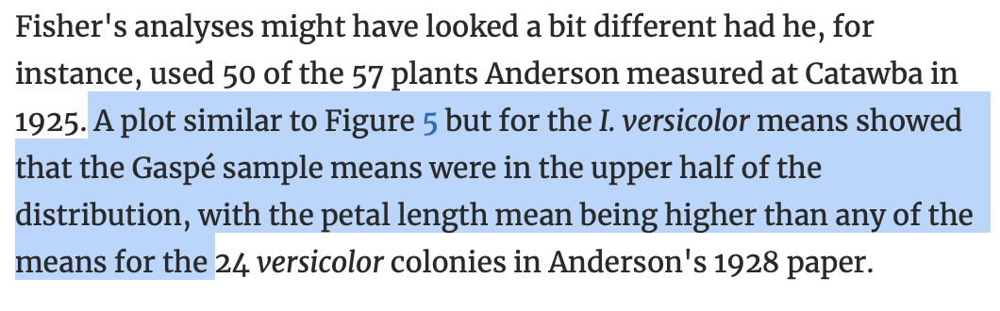 Fisher's analyses might have looked a bit different had he, for
instance, used 50 of the 57 plants Anderson measured at Catawba in
1925. A plot similar to Figure 5 but for the I. versicolor means showed
that the Gaspé sample means were in the upper half of the
distribution, with the petal length mean being higher than any of the
means for the 24 versicolor colonies in Anderson's 1928 paper.